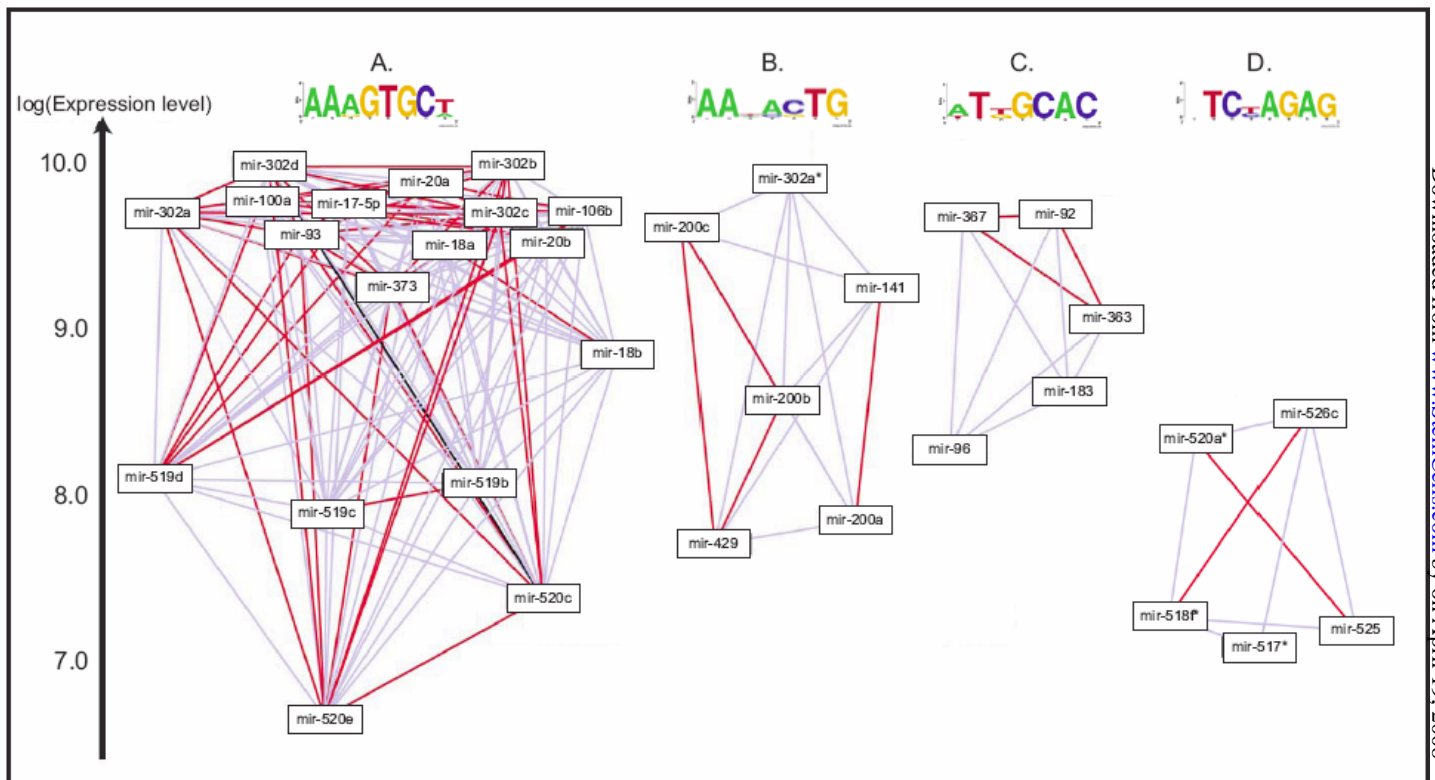 A. B. C. D.
AAAGTGCT AA ACTG ATTGCAC TCTAGAG
log(Expression level)
10.0
9.0
8.0
7.0
mir-302d
mir-302b
mir-20a
mir-100a
mir-17-5p
mir-302a
mir-302c
mir-106b
mir-93
mir-18a
mir-20b
mir-373
mir-18b
mir-519d
mir-519b
mir-519c
mir-520c
mir-520e
mir-302a*
mir-200c
mir-141
mir-200b
mir-200a
mir-429
mir-367
mir-92
mir-363
mir-183
mir-96
mir-526c
mir-520a*
mir-518f*
mir-525
mir-517*